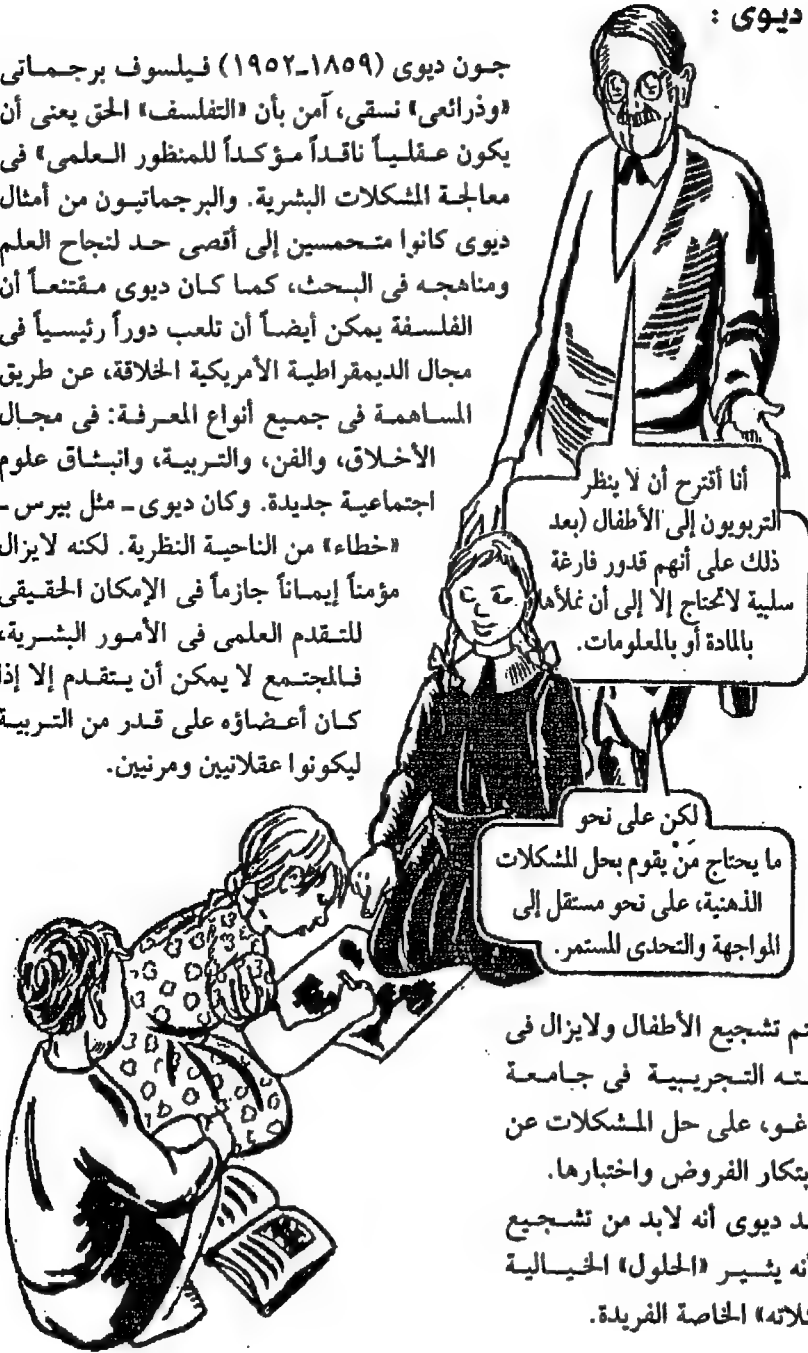 ديوى :
جون ديوى (١٨٥٩ـ١٩٥٢) فيلسوف برجماتى
«وذرائعى» نسقى، آمن بأن «التفلسف» الحق يعنى أن
يكون عقلياً ناقداً مؤكداً للمنظور العلمى» فى
معالجة المشكلات البشرية. والبرجماتيون من أمثال
ديوى كانوا متحمسين إلى أقصى حد لنجاح العلم
ومناهجه فى البحث، كما كان ديوى مقتنعاً أن
الفلسفة يمكن أيضاً أن تلعب دوراً رئيسياً فى
مجال الديمقراطية الأمريكية الخلاقة، عن طريق
المساهمة فى جميع أنواع المعرفة: فى مجال
الأخلاق، والفن، والتربية، وانبثاق علوم
اجتماعية جديدة. وكان ديوى ـ مثل بيرس ـ
«خطاء» من الناحية النظرية. لكنه لايزال
مؤمناً إيماناً جازماً فى الإمكان الحقيقى
للتقدم العلمى فى الأمور البشرية،
فالمجتمع لا يمكن أن يتقدم إلا إذا
كان أعضاؤه على قدر من التربية
ليكونوا عقلانيين ومرنيين.
أنا أقترح أن لا ينظر
التربويون إلى الأطفال (بعد
ذلك على أنهم قدور فارغة
سلبية لاتحتاج إلا إلى أن نملأها
بالمادة أو بالمعلومات.
لكن على نحو
ما يحتاج مَنْ يقوم بحل المشكلات
الذهنية، على نحو مستقل إلى
المواجهة والتحدى المستمر.
تم تشجيع الأطفال ولايزال فى
ـته التجريبية فى جامعة
غو، على حل المشكلات عن
بتكار الفروض واختبارها.
ـد ديوى أنه لابد من تشجيع
أنه يثير «الحلول» الخيالية
ـلاته» الخاصة الفريدة.